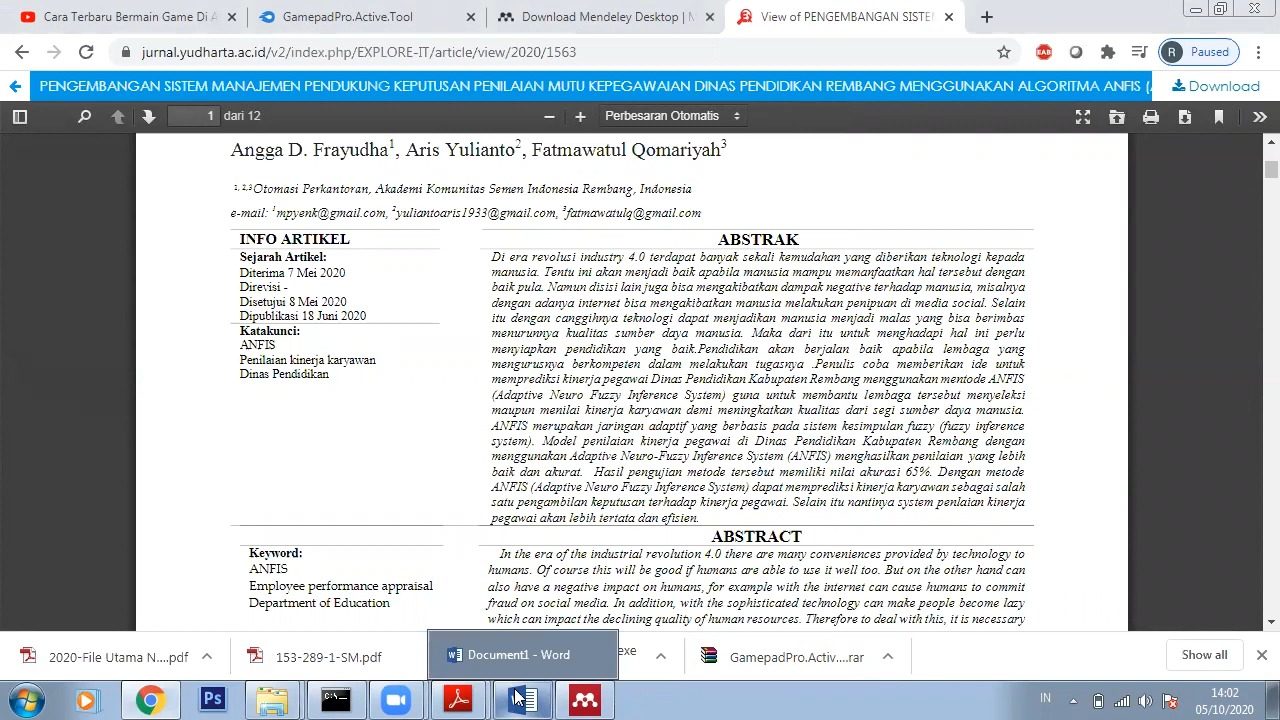 Cara Terbaru Bermain Game Di A
GamepadPro.Active.Tool
Download Mendeley Desktop | M
View of PENGEMBANGAN SISTEM
jurnal.yudharta.ac.id/v2/index.php/EXPLORE-IT/article/view/2020/1563
EAB
R
Paused
PENGEMBANGAN SISTEM MANAJEMEN PENDUKUNG KEPUTUSAN PENILAIAN MUTU KEPEGAWAIAN DINAS PENDIDIKAN REMBANG MENGGUNAKAN ALGORITMA ANFIS (A
Download
1 dari 12
Perbesaran Otomatis
Angga D. Frayudha1, Aris Yulianto2, Fatmawatul Qomariyah3
1, 2,3Otomasi Perkantoran, Akademi Komunitas Semen Indonesia Rembang, Indonesia
e-mail: 1mpyenk@gmail.com, 2yuliantoaris1933@gmail.com, 3fatmawatulq@gmail.com
INFO ARTIKEL
Sejarah Artikel:
Diterima 7 Mei 2020
Direvisi -
Disetujui 8 Mei 2020
Dipublikasi 18 Juni 2020
Katakunci:
ANFIS
Penilaian kinerja karyawan
Dinas Pendidikan
ABSTRAK
Di era revolusi industry 4.0 terdapat banyak sekali kemudahan yang diberikan teknologi kepada
manusia. Tentu ini akan menjadi baik apabila manusia mampu memanfaatkan hal tersebut dengan
baik pula. Namun disisi lain juga bisa mengakibatkan dampak negative terhadap manusia, misalnya
dengan adanya internet bisa mengakibatkan manusia melakukan penipuan di media social. Selain
itu dengan canggihnya teknologi dapat menjadikan manusia menjadi malas yang bisa berimbas
menurunnya kualitas sumber daya manusia. Maka dari itu untuk menghadapi hal ini perlu
menyiapkan pendidikan yang baik.Pendidikan akan berjalan baik apabila lembaga yang
mengurusnya berkompeten dalam melakukan tugasnya .Penulis coba memberikan ide untuk
memprediksi kinerja pegawai Dinas Pendidikan Kabupaten Rembang menggunakan mentode ANFIS
(Adaptive Neuro Fuzzy Inference System) guna untuk membantu lembaga tersebut menyeleksi
maupun menilai kinerja karyawan demi meningkatkan kualitas dari segi sumber daya manusia.
ANFIS merupakan jaringan adaptif yang berbasis pada sistem kesimpulan fuzzy (fuzzy inference
system). Model penilaian kinerja pegawai di Dinas Pendidikan Kabupaten Rembang dengan
menggunakan Adaptive Neuro-Fuzzy Inference System (ANFIS) menghasilkan penilaian yang lebih
baik dan akurat. Hasil pengujian metode tersebut memiliki nilai akurasi 65%. Dengan metode
ANFIS (Adaptive Neuro Fuzzy Inference System) dapat memprediksi kinerja karyawan sebagai salah
satu pengambilan keputusan terhadap kinerja pegawai. Selain itu nantinya system penlaian kinerja
pegawai akan lebih tertata dan efisien.
Keyword:
ANFIS
Employee performance appraisal
Department of Education
ABSTRACT
In the era of the industrial revolution 4.0 there are many conveniences provided by technology to
humans. Of course this will be good if humans are able to use it well too. But on the other hand can
also have a negative impact on humans, for example with the internet can cause humans to commit
fraud on social media. In addition, with the sophisticated technology can make people become lazy
which can impact the declining quality of human resources. Therefore to deal with this, it is necessary
2020-File Utama N....pdf
153-289-1-SM.pdf
Document1 - Word
exe
GamepadPro.Activ....rar
Show all
Ps
IN
14:02
05/10/2020